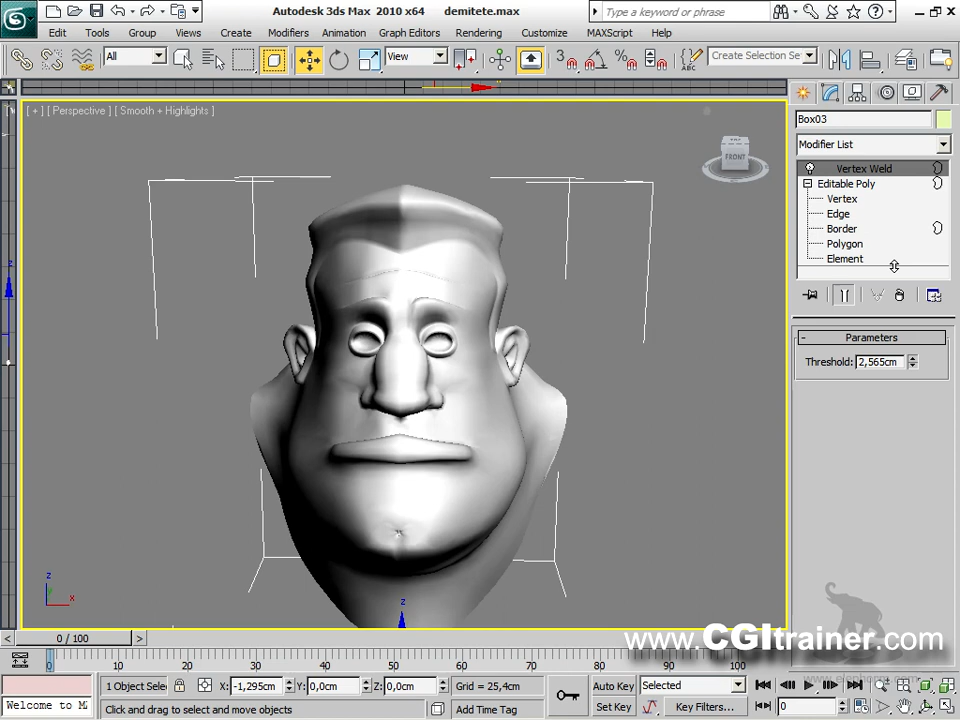 Autodesk 3ds Max 2010 x64 demitete.max
Type a keyword or phrase
Edit Tools Group Views Create Modifiers Animation Graph Editors Rendering Customize MAXScript Help
All View Create Selection Se
[ + ] [ Perspective ] [ Smooth + Highlights ]
FRONT
Box03
Modifier List
Vertex Weld
Editable Poly
Vertex
Edge
Border
Polygon
Element
Parameters
Threshold: 2,565cm
z
x
z
0 / 100
www.CGItrainer.com
0 10 20 30 40 50 60 70 80 90 100
1 Object Sele X: -1,295cm Y: 0,0cm Z: 0,0cm Grid = 25,4cm Auto Key Selected
Welcome to M Click and drag to select and move objects Add Time Tag Set Key Key Filters... 0